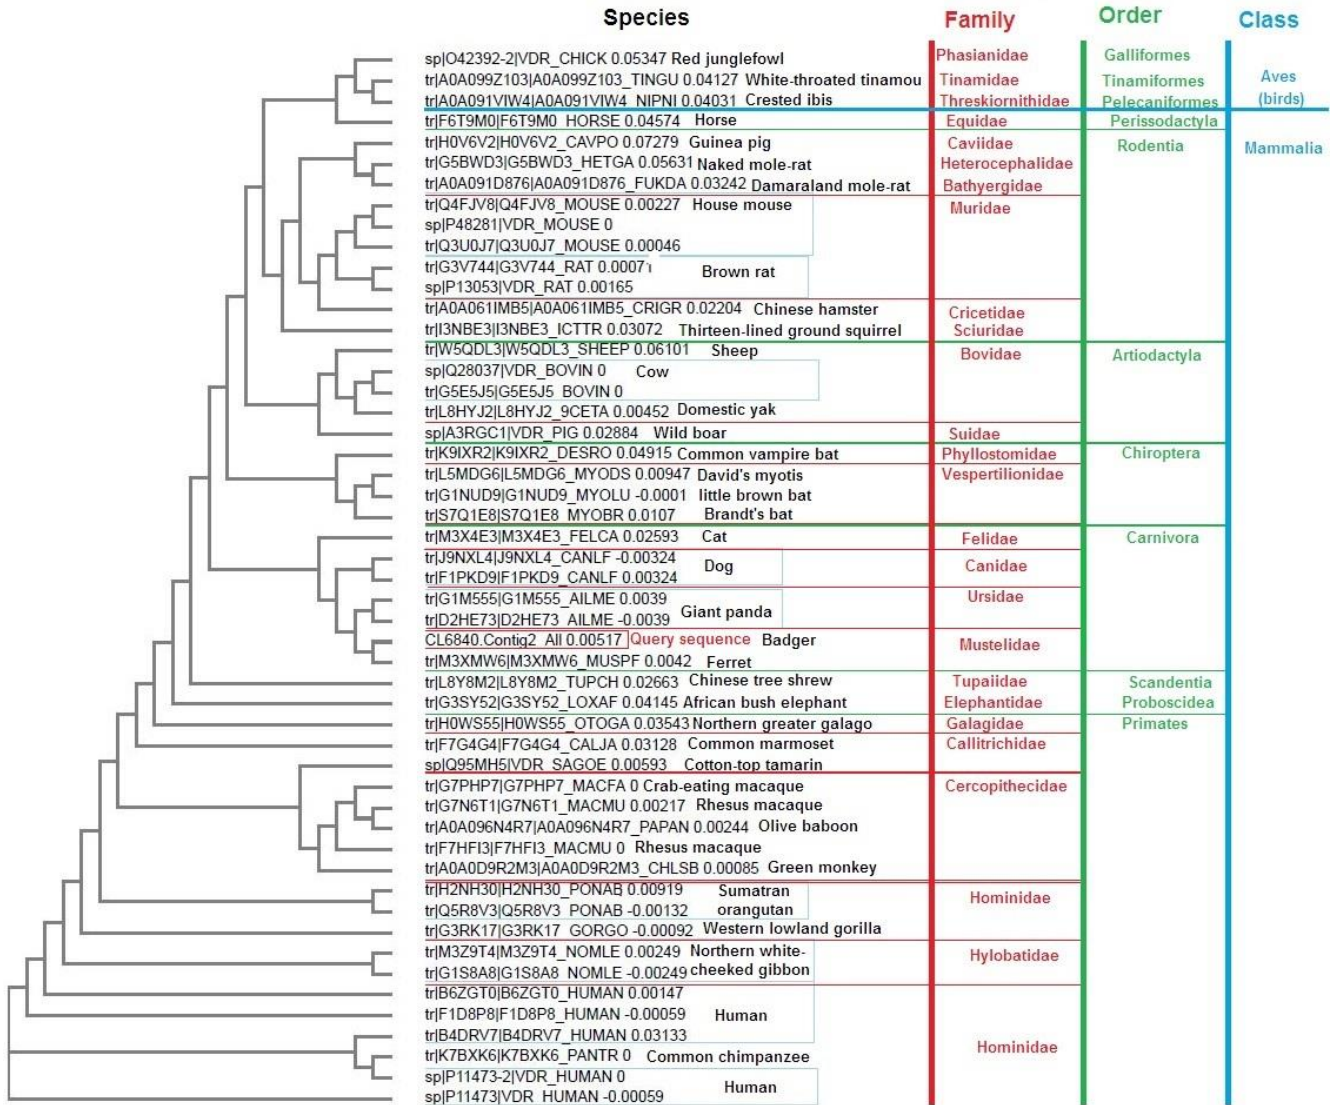 Species Family Order Class
sp|O42392-2|VDR_CHICK 0.05347 Red junglefowl Phasianidae Galliformes
tr|A0A099Z103|A0A099Z103_TINGU 0.04127 White-throated tinamou Tinamidae Tinamiformes Aves
tr|A0A091VIW4|A0A091VIW4_NIPNI 0.04031 Crested ibis Threskiornithidae Pelecaniformes (birds)
tr|F6T9M0|F6T9M0_HORSE 0.04574 Horse Equidae Perissodactyla
tr|H0V6V2|H0V6V2_CAVPO 0.07279 Guinea pig Caviidae Rodentia Mammalia
tr|G5BWD3|G5BWD3_HETGA 0.05631 Naked mole-rat Heterocephalidae
tr|A0A091D876|A0A091D876_FUKDA 0.03242 Damaraland mole-rat Bathyergidae
tr|Q4FJV8|Q4FJV8_MOUSE 0.00227 House mouse Muridae
sp|P48281|VDR_MOUSE 0
tr|Q3U0J7|Q3U0J7_MOUSE 0.00046
tr|G3V744|G3V744_RAT 0.00071 Brown rat
sp|P13053|VDR_RAT 0.00165
tr|A0A061IMB5|A0A061IMB5_CRIGR 0.02204 Chinese hamster Cricetidae
tr|I3NBE3|I3NBE3_ICTTR 0.03072 Thirteen-lined ground squirrel Sciuridae
tr|W5QDL3|W5QDL3_SHEEP 0.06101 Sheep Bovidae Artiodactyla
sp|Q28037|VDR_BOVIN 0 Cow
tr|G5E5J5|G5E5J5_BOVIN 0
tr|L8HYJ2|L8HYJ2_9CETA 0.00452 Domestic yak
sp|A3RGC1|VDR_PIG 0.02884 Wild boar Suidae
tr|K9IXR2|K9IXR2_DESRO 0.04915 Common vampire bat Phyllostomidae Chiroptera
tr|L5MDG6|L5MDG6_MYODS 0.00947 David's myotis Vespertilionidae
tr|G1NUD9|G1NUD9_MYOLU -0.0001 little brown bat
tr|S7Q1E8|S7Q1E8_MYOBR 0.0107 Brandt's bat
tr|M3X4E3|M3X4E3_FELCA 0.02593 Cat Felidae Carnivora
tr|J9NXL4|J9NXL4_CANLF -0.00324 Dog Canidae
tr|F1PKD9|F1PKD9_CANLF 0.00324
tr|G1M555|G1M555_AILME 0.0039 Giant panda Ursidae
tr|D2HE73|D2HE73_AILME -0.0039
CL6840.Contig2_All 0.00517 Query sequence Badger Mustelidae
tr|M3XMW6|M3XMW6_MUSPF 0.0042 Ferret
tr|L8Y8M2|L8Y8M2_TUPCH 0.02663 Chinese tree shrew Tupaiidae Scandentia
tr|G3SY52|G3SY52_LOXAF 0.04145 African bush elephant Elephantidae Proboscidea
tr|H0WS55|H0WS55_OTOGA 0.03543 Northern greater galago Galagidae Primates
tr|F7G4G4|F7G4G4_CALJA 0.03128 Common marmoset Callitrichidae
sp|Q95MH5|VDR_SAGOE 0.00593 Cotton-top tamarin
tr|G7PHP7|G7PHP7_MACFA 0 Crab-eating macaque Cercopithecidae
tr|G7N6T1|G7N6T1_MACMU 0.00217 Rhesus macaque
tr|A0A096N4R7|A0A096N4R7_PAPAN 0.00244 Olive baboon
tr|F7HFI3|F7HFI3_MACMU 0 Rhesus macaque
tr|A0A0D9R2M3|A0A0D9R2M3_CHLSB 0.00085 Green monkey
tr|H2NH30|H2NH30_PONAB 0.00919 Sumatran Hominidae
tr|Q5R8V3|Q5R8V3_PONAB -0.00132 orangutan
tr|G3RK17|G3RK17_GORGO -0.00092 Western lowland gorilla
tr|M3Z9T4|M3Z9T4_NOMLE 0.00249 Northern white- Hylobatidae
tr|G1S8A8|G1S8A8_NOMLE -0.00249 cheeked gibbon
tr|B6ZGT0|B6ZGT0_HUMAN 0.00147
tr|F1D8P8|F1D8P8_HUMAN -0.00059 Human
tr|B4DRV7|B4DRV7_HUMAN 0.03133 Hominidae
tr|K7BXK6|K7BXK6_PANTR 0 Common chimpanzee
sp|P11473-2|VDR_HUMAN 0 Human
sp|P11473|VDR_HUMAN -0.00059